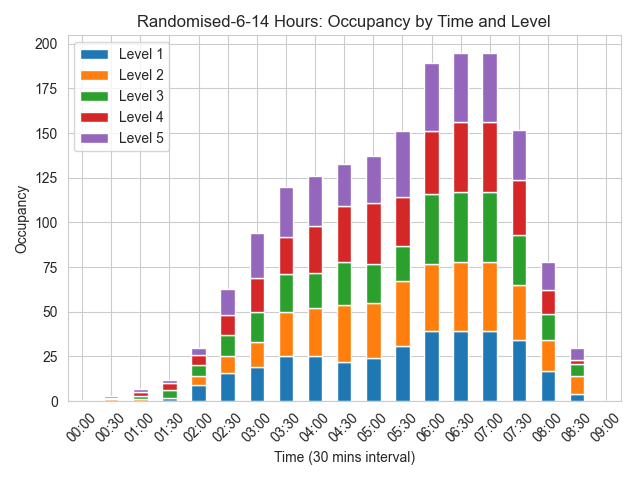 Randomised-6-14 Hours: Occupancy by Time and Level
Level 1
Level 2
Level 3
Level 4
Level 5
200
175
150
125
100
75
50
25
0
Occupancy
00:00 00:30 01:00 01:30 02:00 02:30 03:00 03:30 04:00 04:30 05:00 05:30 06:00 06:30 07:00 07:30 08:00 08:30 09:00
Time (30 mins interval)